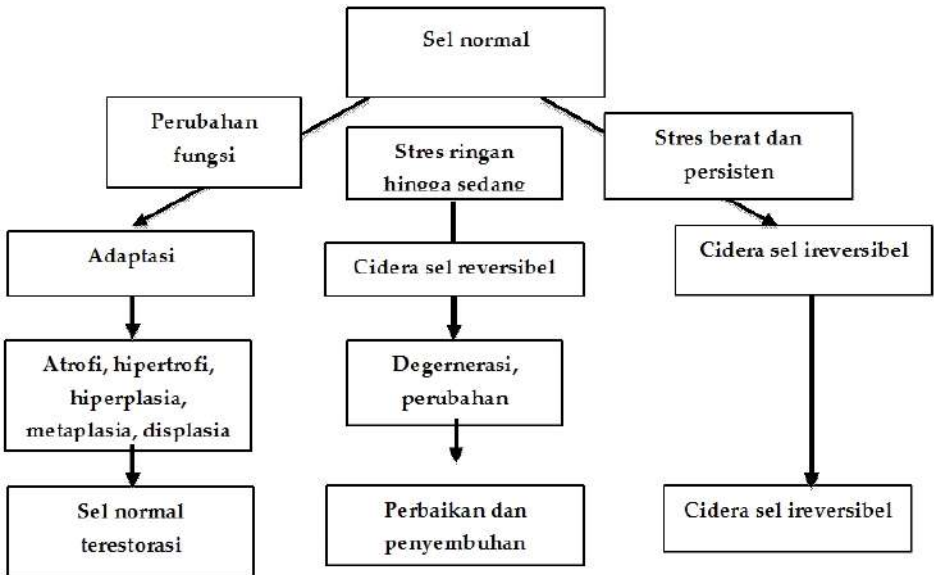 Sel normal
Perubahan
fungsi
Stres ringan
hingga sedang
Stres berat dan
persisten
Adaptasi
Cidera sel reversibel
Cidera sel ireversibel
Atrofi, hipertrofi,
hiperplasia,
metaplasia, displasia
Degernerasi,
perubahan
Sel normal
terestorasi
Perbaikan dan
penyembuhan
Cidera sel ireversibel